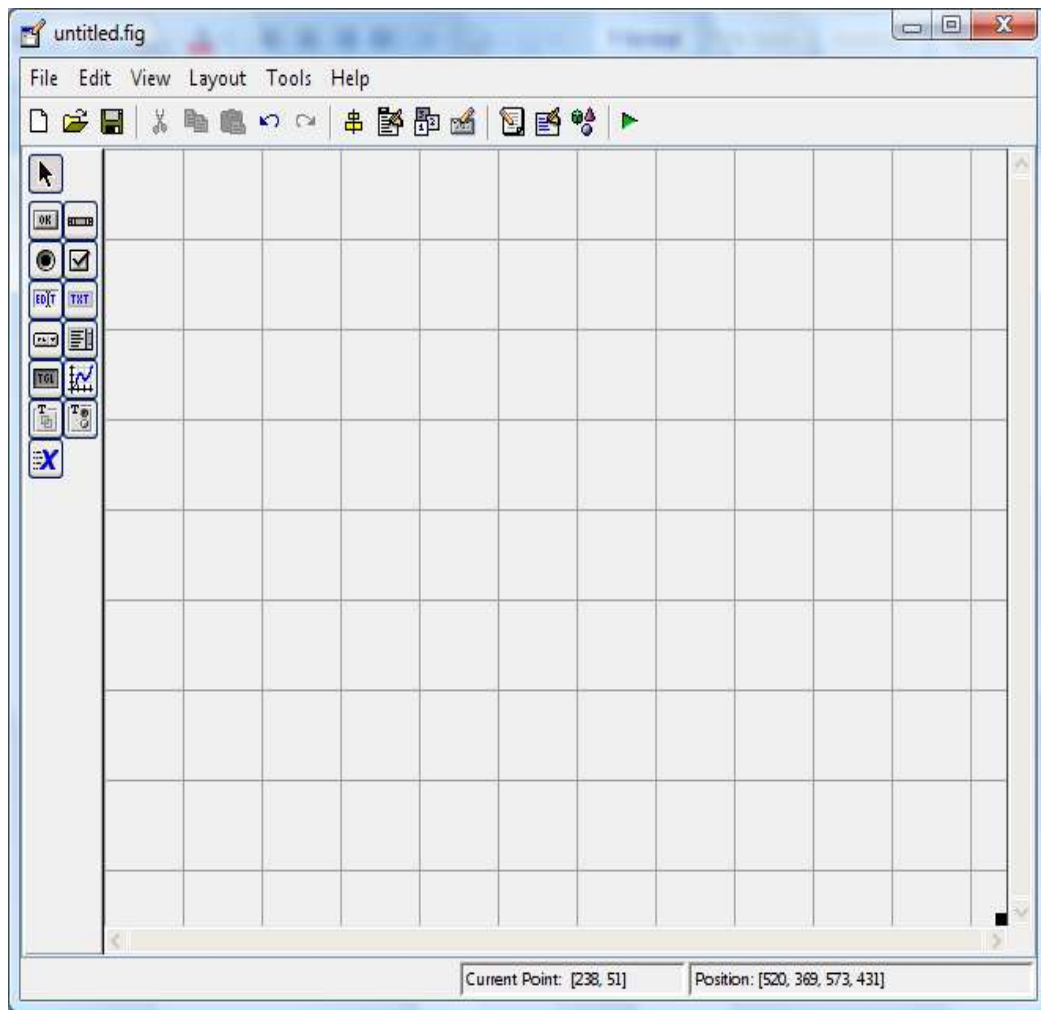 untitled.fig
File Edit View Layout Tools Help
OK
EDIT TXT
TGL
T T
X
Current Point: [238, 51] Position: [520, 369, 573, 431]